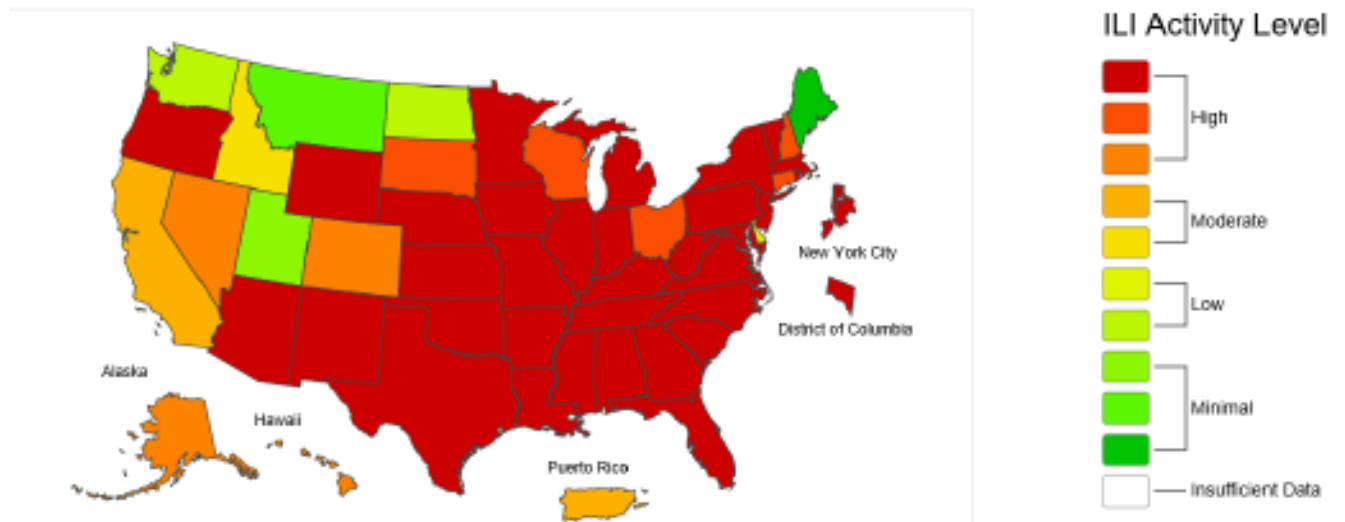 ILI Activity Level
High
Moderate
New York City
Low
District of Columbia
Alaska
Minimal
Hawaii
Puerto Rico
Insufficient Data